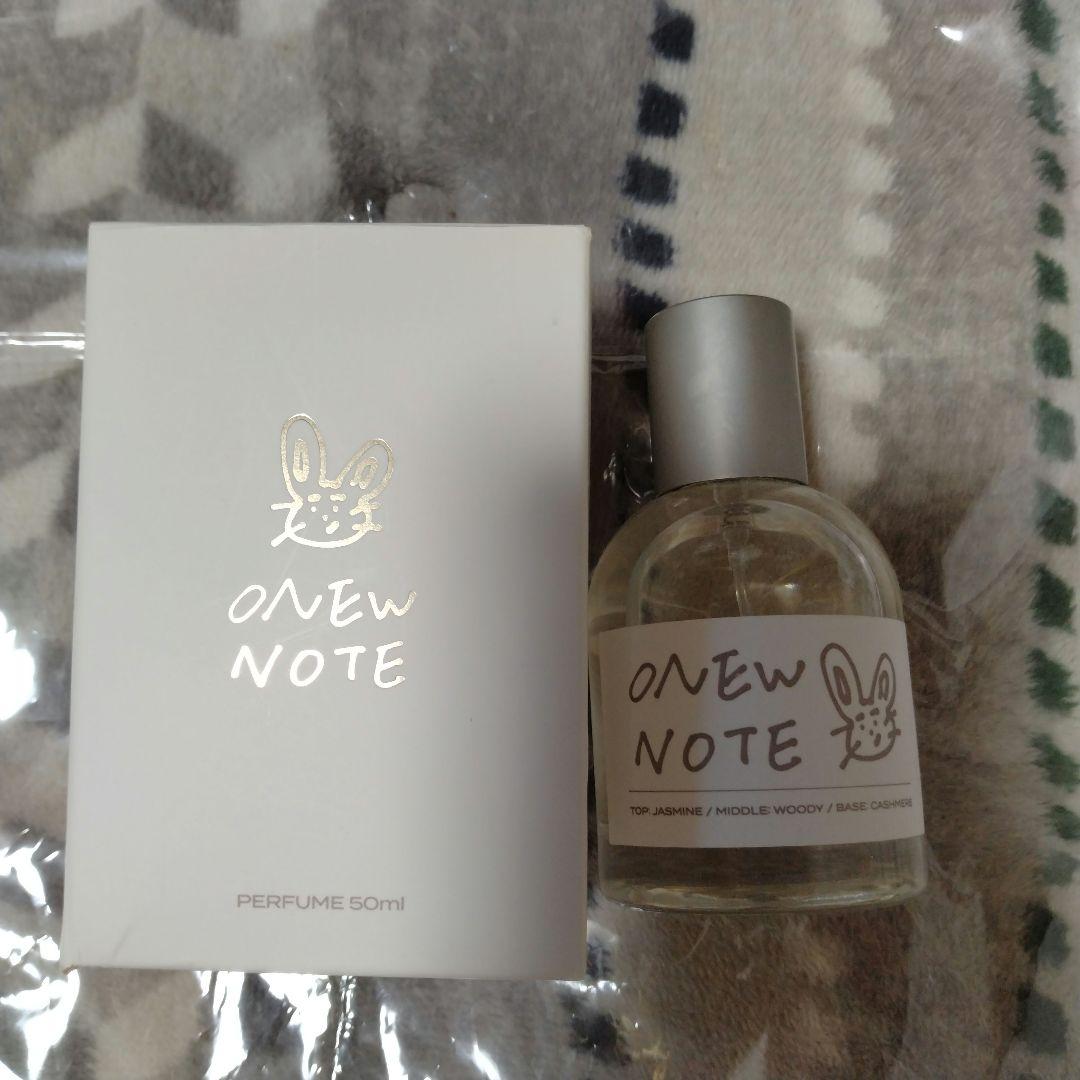 ONEW
NOTE
PERFUME 50ml
ONEW
NOTE
TOP: JASMINE / MIDDLE: WOODY / BASE: CASHMERE